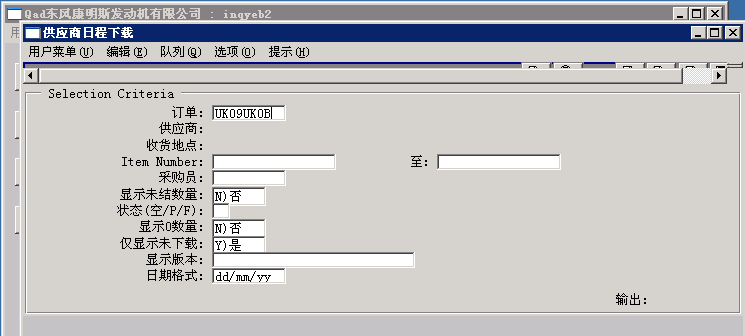 Qad东风康明斯发动机有限公司 : inqyeb2
供应商日程下载
用户菜单(U) 编辑(E) 队列(Q) 选项(O) 提示(H)
Selection Criteria
订单: UK09UK0B
供应商:
收货地点:
Item Number: 至:
采购员:
显示未结数量: N)否
状态(空/P/F):
显示0数量: N)否
仅显示未下载: Y)是
显示版本:
日期格式: dd/mm/yy
输出: